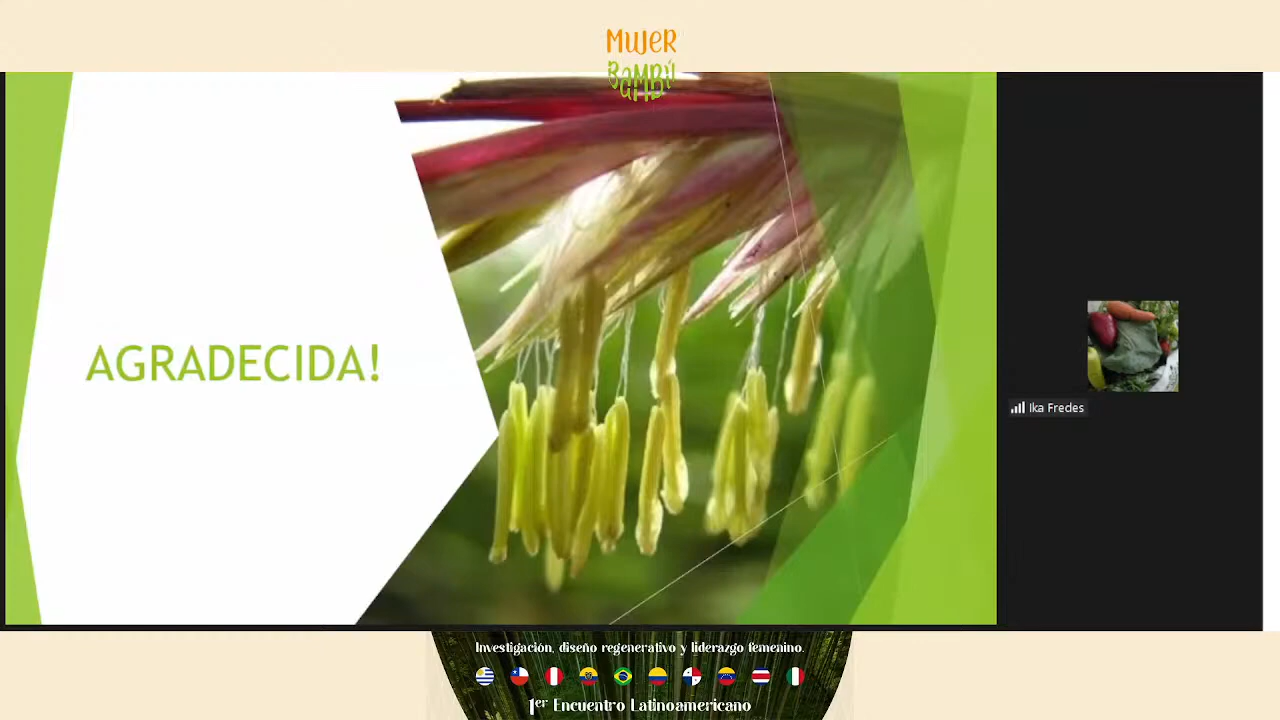 MUJER
BAMBÚ
AGRADECIDA!
Ika Fredes
Investigación, diseño regenerativo y liderazgo femenino.
1er Encuentro Latinoamericano